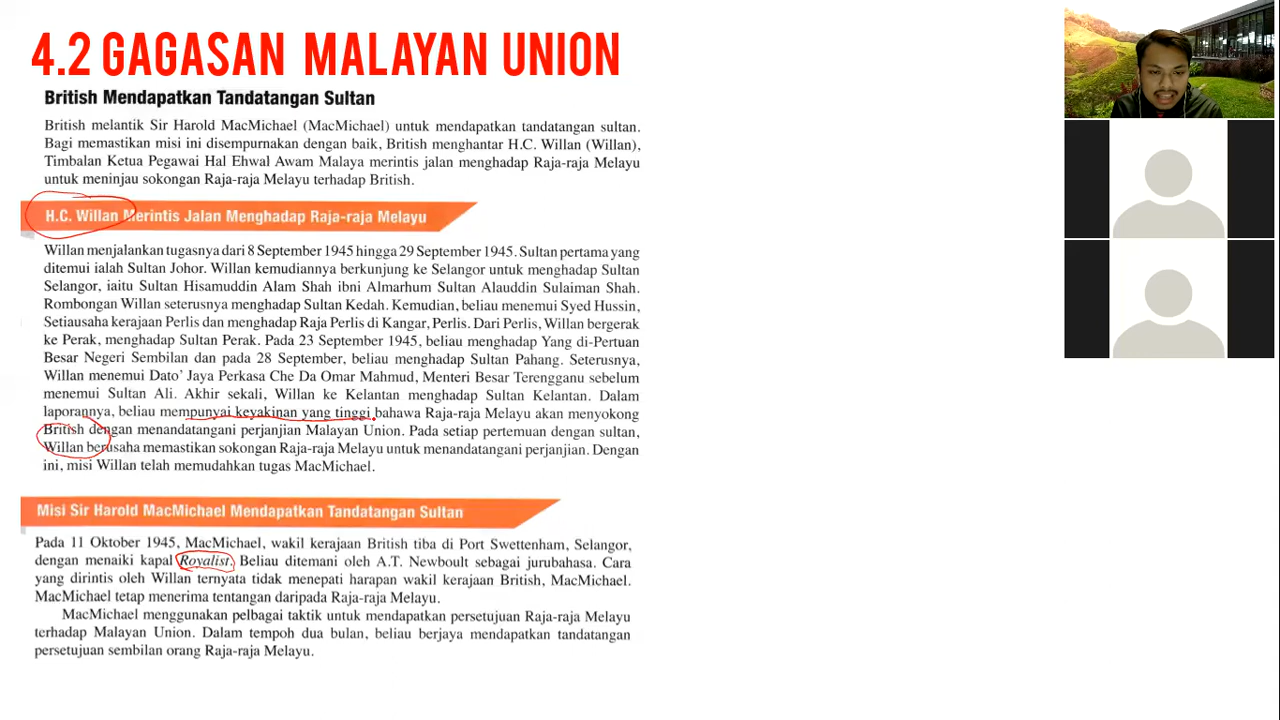 4.2 GAGASAN MALAYAN UNION
British Mendapatkan Tandatangan Sultan
British melantik Sir Harold MacMichael (MacMichael) untuk mendapatkan tandatangan sultan.
Bagi memastikan misi ini disempurnakan dengan baik, British menghantar H.C. Willan (Willan),
Timbalan Ketua Pegawai Hal Ehwal Awam Malaya merintis jalan menghadap Raja-raja Melayu
untuk meninjau sokongan Raja-raja Melayu terhadap British.
H.C. Willan Merintis Jalan Menghadap Raja-raja Melayu
Willan menjalankan tugasnya dari 8 September 1945 hingga 29 September 1945. Sultan pertama yang
ditemui ialah Sultan Johor. Willan kemudiannya berkunjung ke Selangor untuk menghadap Sultan
Selangor, iaitu Sultan Hisamuddin Alam Shah ibni Almarhum Sultan Alauddin Sulaiman Shah.
Rombongan Willan seterusnya menghadap Sultan Kedah. Kemudian, beliau menemui Syed Hussin,
Setiausaha kerajaan Perlis dan menghadap Raja Perlis di Kangar, Perlis. Dari Perlis, Willan bergerak
ke Perak, menghadap Sultan Perak. Pada 23 September 1945, beliau menghadap Yang di-Pertuan
Besar Negeri Sembilan dan pada 28 September, beliau menghadap Sultan Pahang. Seterusnya,
Willan menemui Dato' Jaya Perkasa Che Da Omar Mahmud, Menteri Besar Terengganu sebelum
menemui Sultan Ali. Akhir sekali, Willan ke Kelantan menghadap Sultan Kelantan. Dalam
laporannya, beliau mempunyai keyakinan yang tinggi bahawa Raja-raja Melayu akan menyokong
British dengan menandatangani perjanjian Malayan Union. Pada setiap pertemuan dengan sultan,
Willan berusaha memastikan sokongan Raja-raja Melayu untuk menandatangani perjanjian. Dengan
ini, misi Willan telah memudahkan tugas MacMichael.
Misi Sir Harold MacMichael Mendapatkan Tandatangan Sultan
Pada 11 Oktober 1945, MacMichael, wakil kerajaan British tiba di Port Swettenham, Selangor,
dengan menaiki kapal Royalist. Beliau ditemani oleh A.T. Newboult sebagai jurubahasa. Cara
yang dirintis oleh Willan ternyata tidak menepati harapan wakil kerajaan British, MacMichael.
MacMichael tetap menerima tentangan daripada Raja-raja Melayu.
MacMichael menggunakan pelbagai taktik untuk mendapatkan persetujuan Raja-raja Melayu
terhadap Malayan Union. Dalam tempoh dua bulan, beliau berjaya mendapatkan tandatangan
persetujuan sembilan orang Raja-raja Melayu.